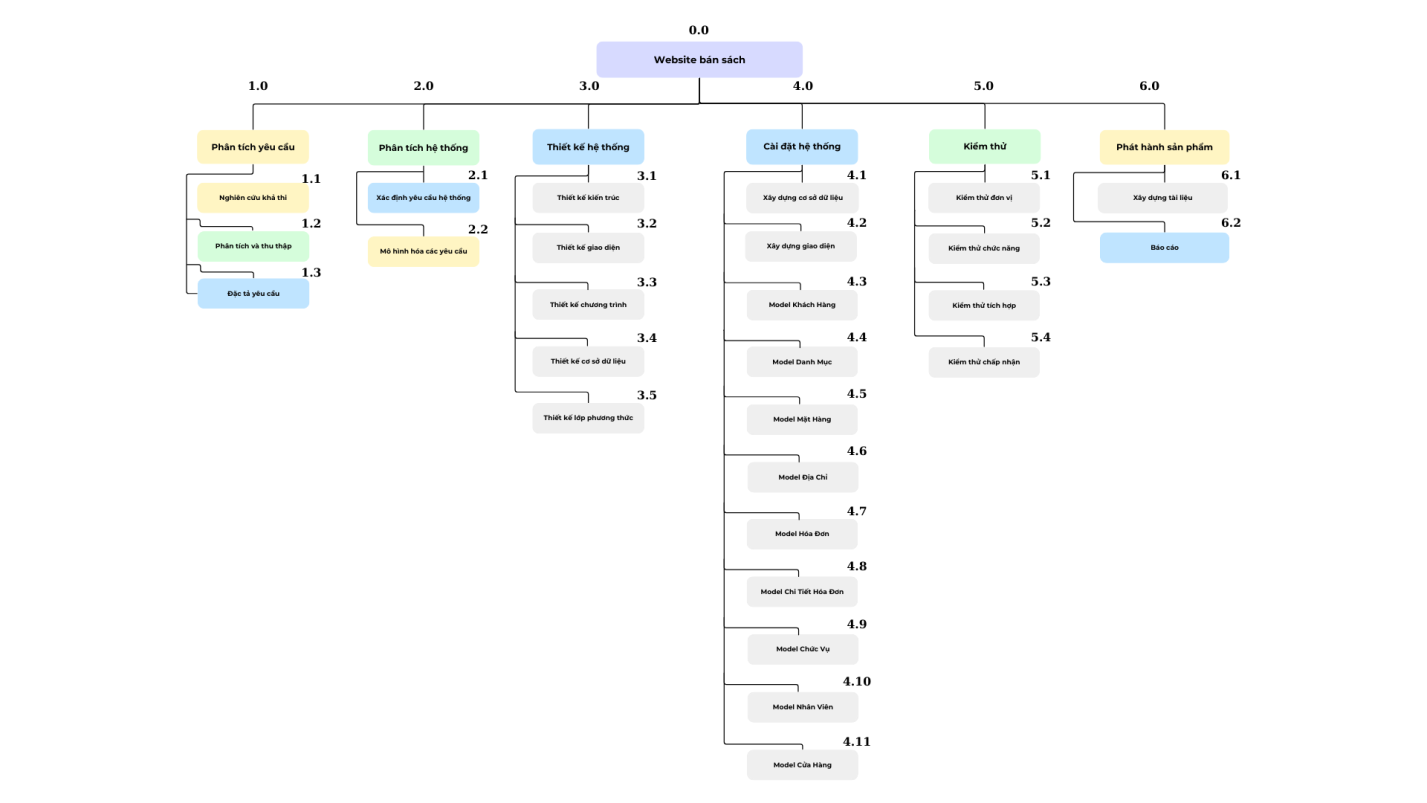 0.0
Website bán sách
1.0
2.0
3.0
4.0
5.0
6.0
Phân tích yêu cầu
1.1
Nghiên cứu khả thi
1.2
Phân tích và thu thập
1.3
Đặc tả yêu cầu
Phân tích hệ thống
2.1
Xác định yêu cầu hệ thống
2.2
Mô hình hóa các yêu cầu
Thiết kế hệ thống
3.1
Thiết kế kiến trúc
3.2
Thiết kế giao diện
3.3
Thiết kế chương trình
3.4
Thiết kế cơ sở dữ liệu
3.5
Thiết kế lớp phương thức
Cài đặt hệ thống
4.1
Xây dựng cơ sở dữ liệu
4.2
Xây dựng giao diện
4.3
Model Khách Hàng
4.4
Model Danh Mục
4.5
Model Mặt Hàng
4.6
Model Địa Chỉ
4.7
Model Hóa Đơn
4.8
Model Chi Tiết Hóa Đơn
4.9
Model Chức Vụ
4.10
Model Nhân Viên
4.11
Model Cửa Hàng
Kiểm thử
5.1
Kiểm thử đơn vị
5.2
Kiểm thử chức năng
5.3
Kiểm thử tích hợp
5.4
Kiểm thử chấp nhận
Phát hành sản phẩm
6.1
Xây dựng tài liệu
6.2
Báo cáo